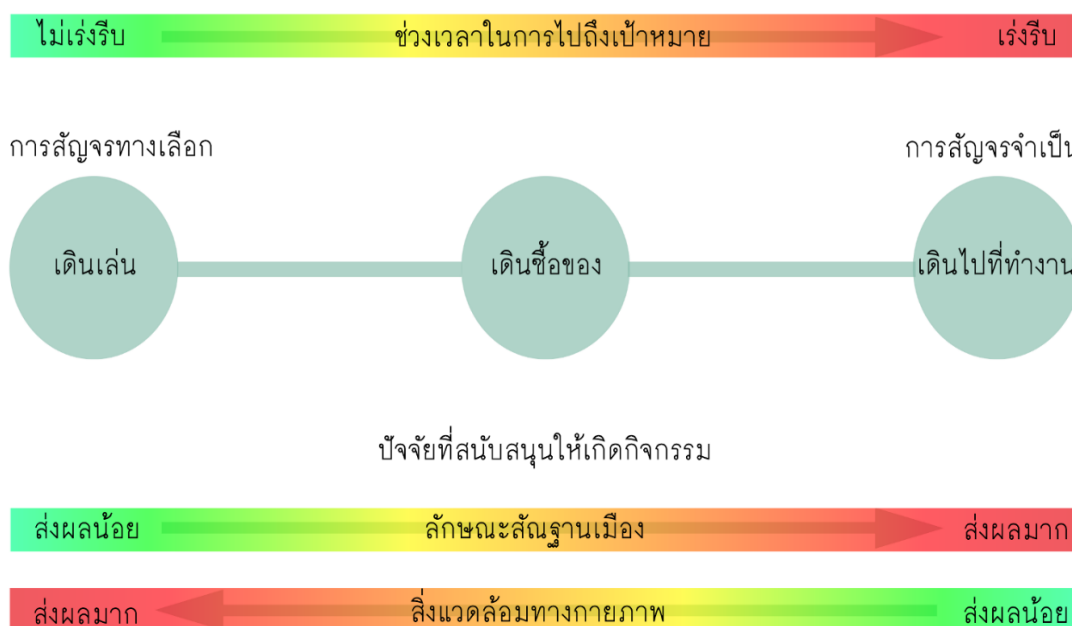 ไม่เร่งรีบ ช่วงเวลาในการไปถึงเป้าหมาย เร่งรีบ
การสัญจรทางเลือก การสัญจรจำเป็น
เดินเล่น เดินซื้อของ เดินไปที่ทำงาน
ปัจจัยที่สนับสนุนให้เกิดกิจกรรม
ส่งผลน้อย ลักษณะสัณฐานเมือง ส่งผลมาก
ส่งผลมาก สิ่งแวดล้อมทางกายภาพ ส่งผลน้อย